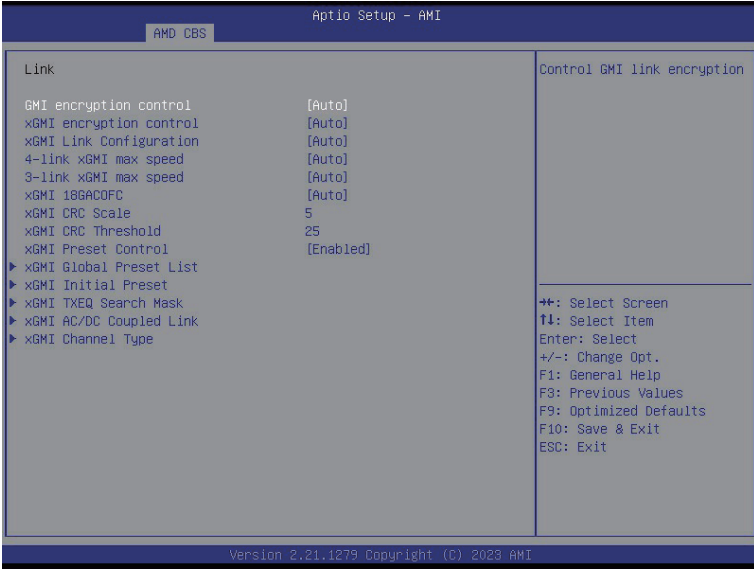 Aptio Setup – AMI
AMD CBS
Link
GMI encryption control [Auto]
xGMI encryption control [Auto]
xGMI Link Configuration [Auto]
4-link xGMI max speed [Auto]
3-link xGMI max speed [Auto]
xGMI 18GACOFC [Auto]
xGMI CRC Scale 5
xGMI CRC Threshold 25
xGMI Preset Control [Enabled]
▶ xGMI Global Preset List
▶ xGMI Initial Preset
▶ xGMI TXEQ Search Mask
▶ xGMI AC/DC Coupled Link
▶ xGMI Channel Type
Control GMI link encryption
→←: Select Screen
↑↓: Select Item
Enter: Select
+/-: Change Opt.
F1: General Help
F3: Previous Values
F9: Optimized Defaults
F10: Save & Exit
ESC: Exit
Version 2.21.1279 Copyright (C) 2023 AMI